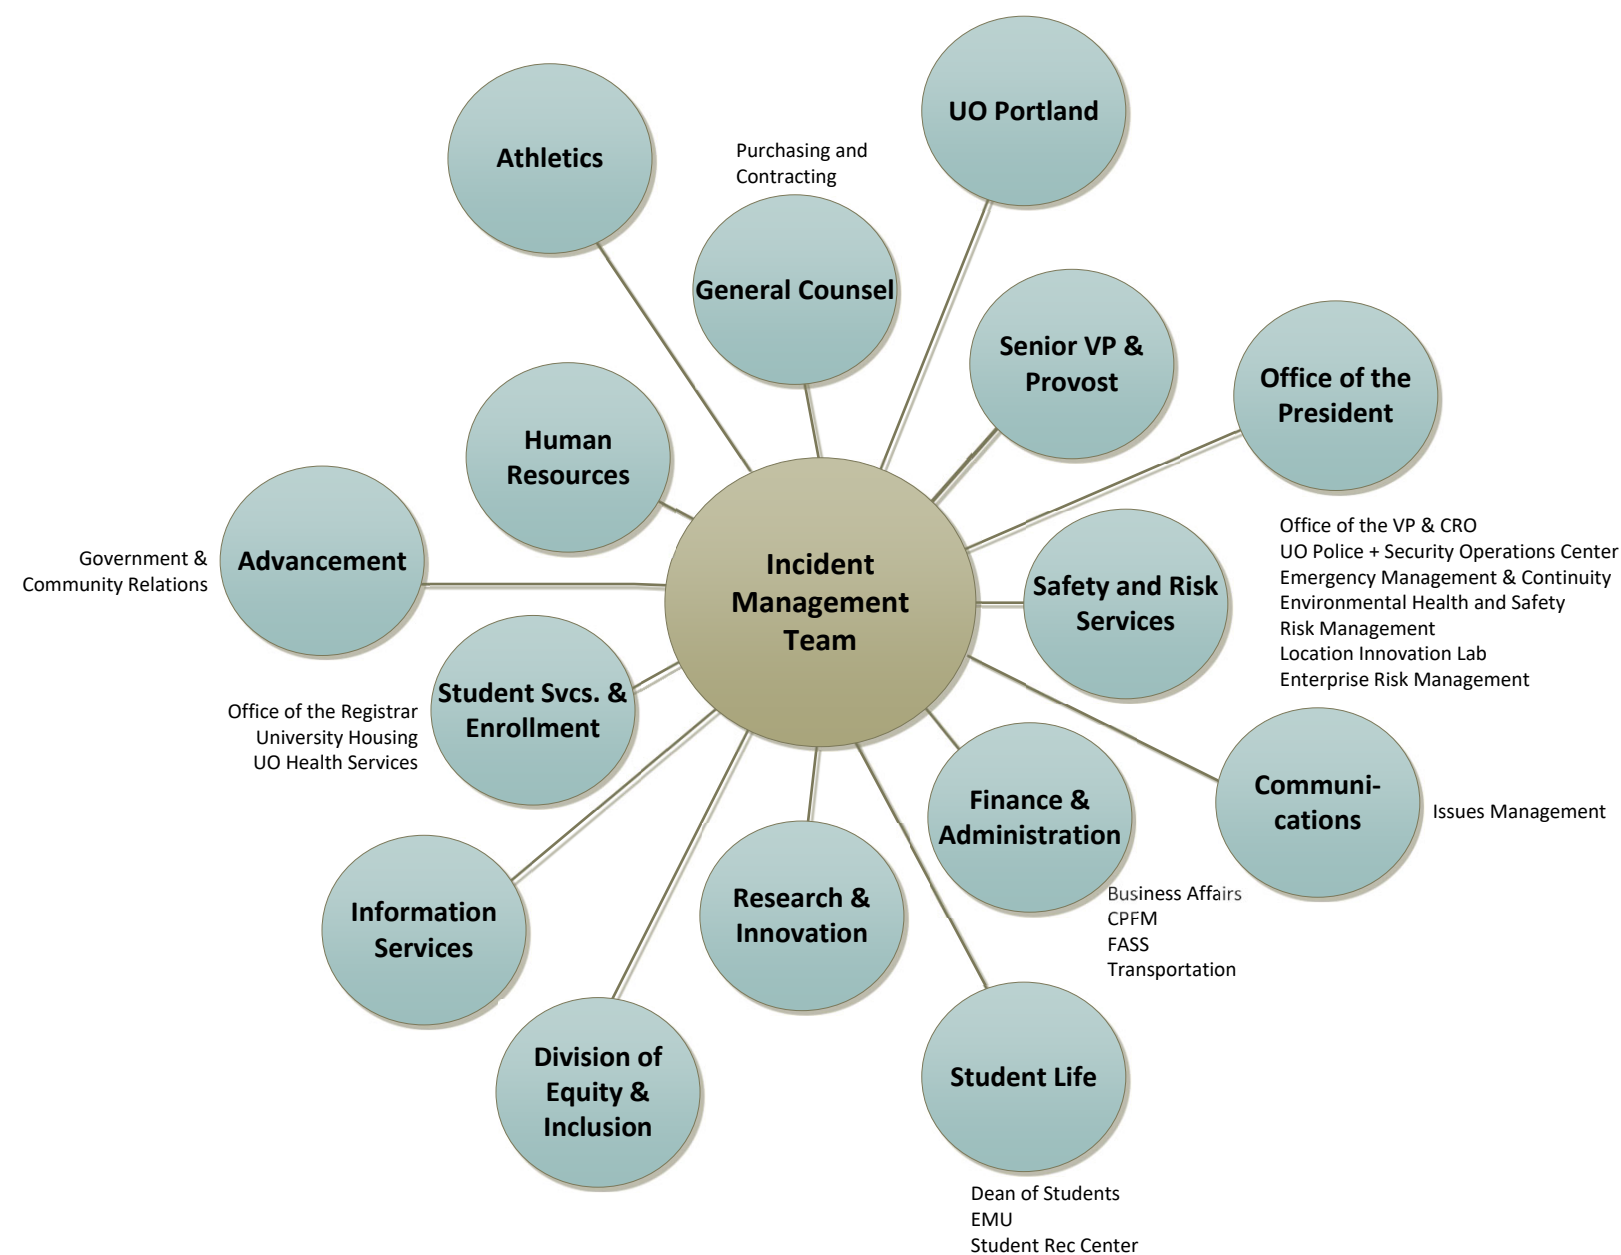 UO Portland
Athletics
Purchasing and
Contracting
General Counsel
Senior VP &
Provost
Office of the
President
Human
Resources
Advancement
Government &
Community Relations
Incident
Management
Team
Safety and Risk
Services
Office of the VP & CRO
UO Police + Security Operations Center
Emergency Management & Continuity
Environmental Health and Safety
Risk Management
Location Innovation Lab
Enterprise Risk Management
Student Svcs. &
Enrollment
Office of the Registrar
University Housing
UO Health Services
Finance &
Administration
Business Affairs
CPFM
FASS
Transportation
Communi-
cations
Issues Management
Information
Services
Research &
Innovation
Division of
Equity &
Inclusion
Student Life
Dean of Students
EMU
Student Rec Center